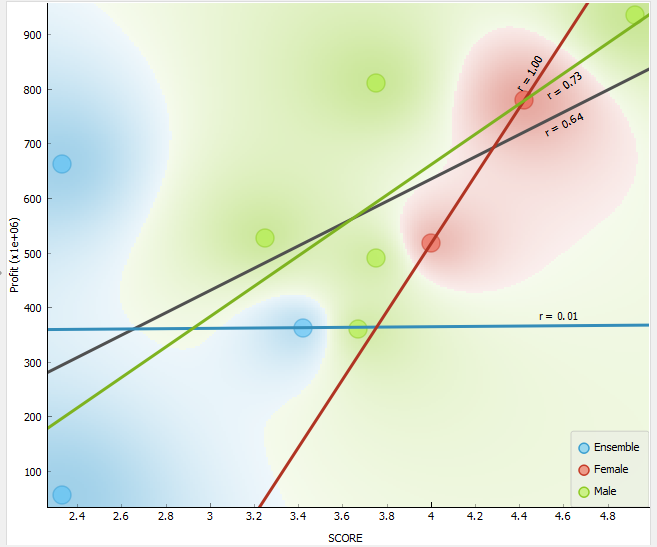 900
800
700
600
500
400
300
200
100
Profit (x1e+06)
r = 1.00
r = 0.73
r = 0.64
r = 0.01
Ensemble
Female
Male
2.4 2.6 2.8 3 3.2 3.4 3.6 3.8 4 4.2 4.4 4.6 4.8
SCORE